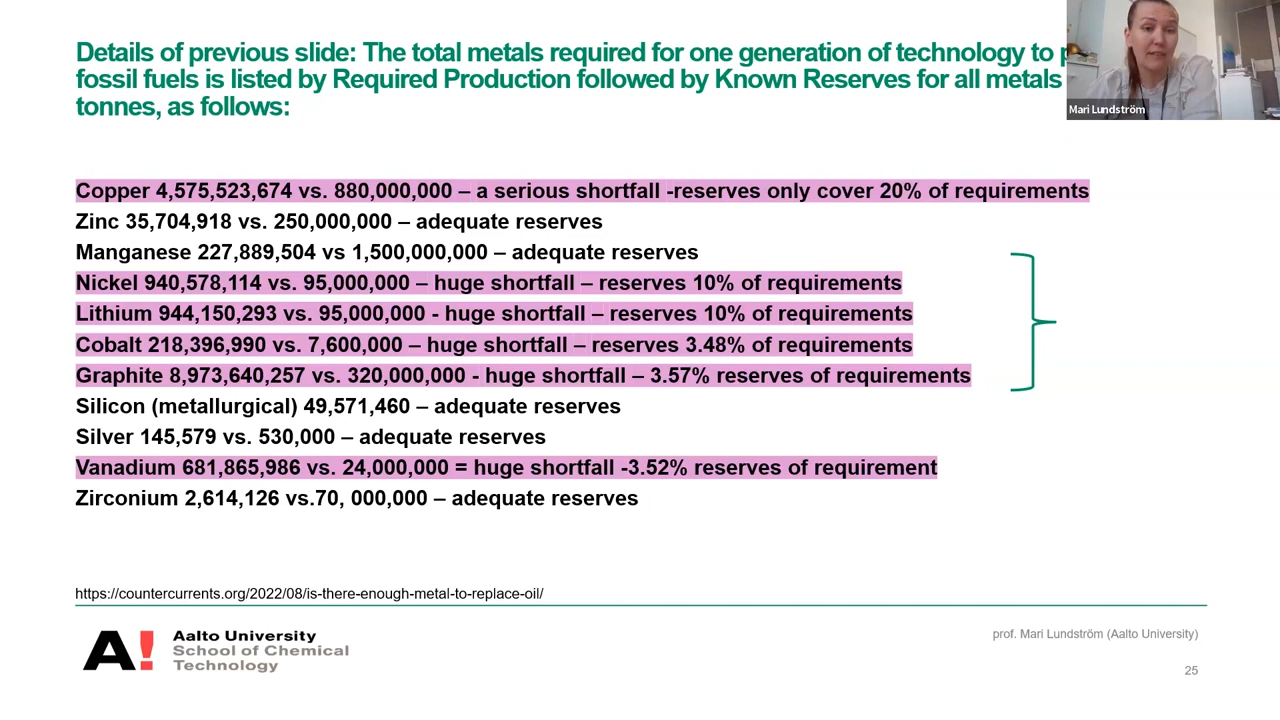 Details of previous slide: The total metals required for one generation of technology to
fossil fuels is listed by Required Production followed by Known Reserves for all metals
tonnes, as follows:
Mari Lundström
Copper 4,575,523,674 vs. 880,000,000 – a serious shortfall -reserves only cover 20% of requirements
Zinc 35,704,918 vs. 250,000,000 – adequate reserves
Manganese 227,889,504 vs 1,500,000,000 – adequate reserves
Nickel 940,578,114 vs. 95,000,000 – huge shortfall – reserves 10% of requirements
Lithium 944,150,293 vs. 95,000,000 - huge shortfall – reserves 10% of requirements
Cobalt 218,396,990 vs. 7,600,000 – huge shortfall – reserves 3.48% of requirements
Graphite 8,973,640,257 vs. 320,000,000 - huge shortfall – 3.57% reserves of requirements
Silicon (metallurgical) 49,571,460 – adequate reserves
Silver 145,579 vs. 530,000 – adequate reserves
Vanadium 681,865,986 vs. 24,000,000 = huge shortfall -3.52% reserves of requirement
Zirconium 2,614,126 vs.70, 000,000 – adequate reserves
https://countercurrents.org/2022/08/is-there-enough-metal-to-replace-oil/
A!
Aalto University
School of Chemical
Technology
prof. Mari Lundström (Aalto University)
25